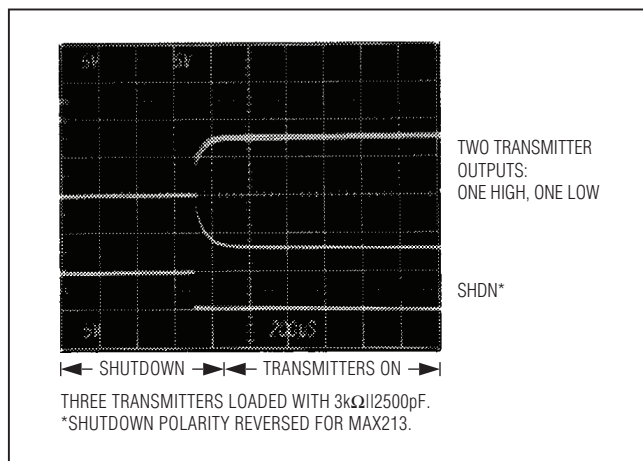 5V 5V
TWO TRANSMITTER
OUTPUTS:
ONE HIGH, ONE LOW
SHDN*
5V 200uS
SHUTDOWN TRANSMITTERS ON
THREE TRANSMITTERS LOADED WITH 3kΩ||2500pF.
*SHUTDOWN POLARITY REVERSED FOR MAX213.